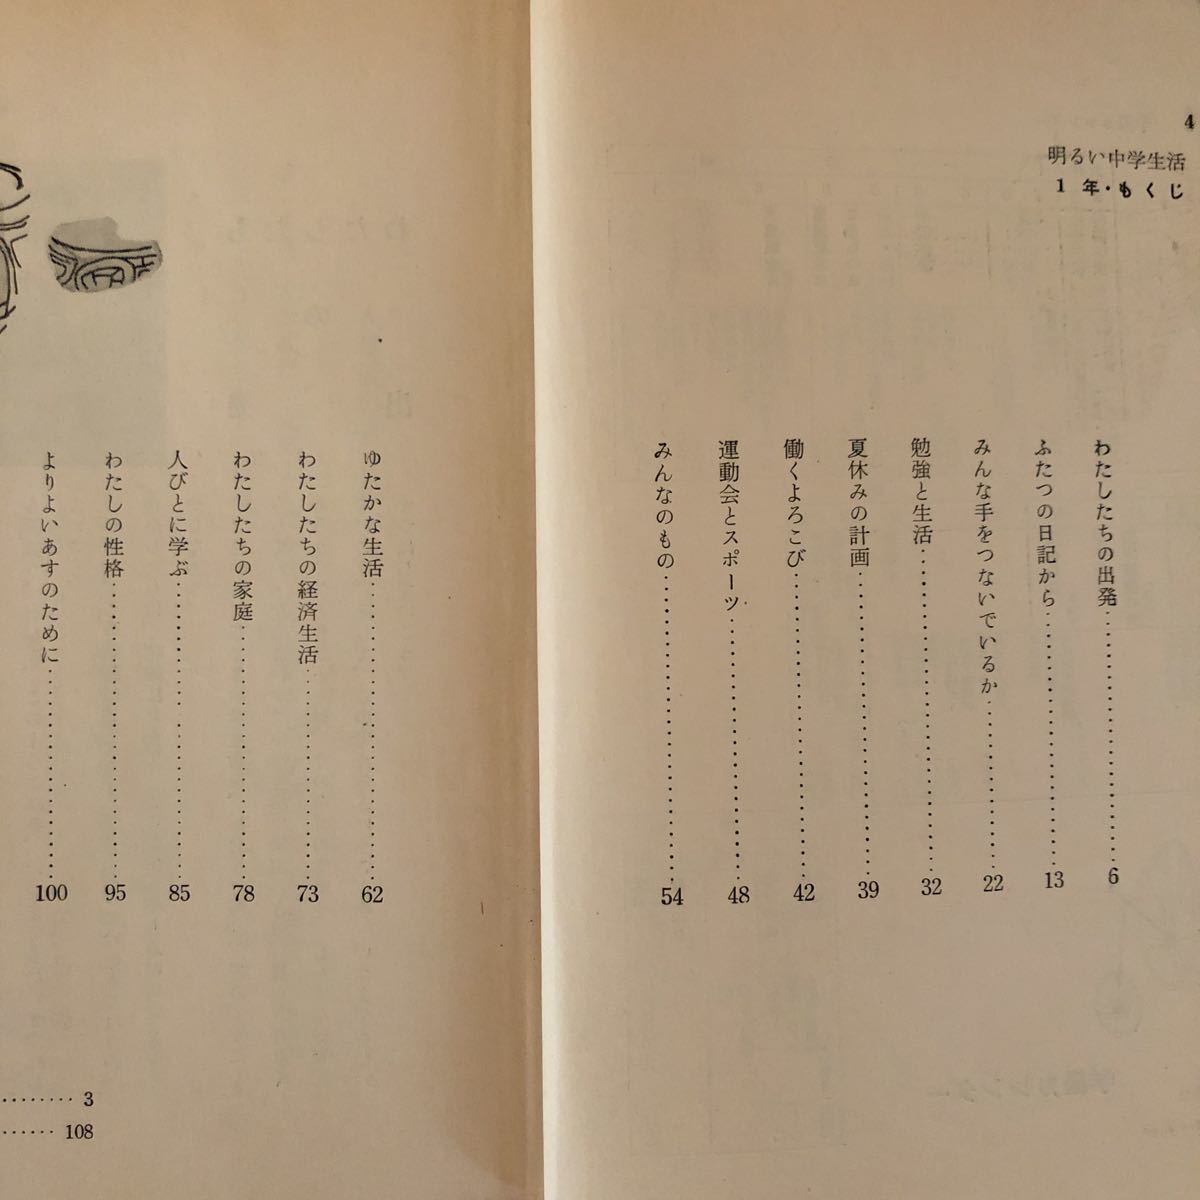 4
明るい中学生活
1年・もくじ
わたしたちの出発……………………6
ふたつの日記から……………………13
みんな手をつないでいるか……………………22
勉強と生活……………………32
夏休みの計画……………………39
働くよろこび……………………42
運動会とスポーツ……………………48
みんなのもの……………………54
ゆたかな生活……………………62
わたしたちの経済生活……………………73
わたしたちの家庭……………………78
人びとに学ぶ……………………85
わたしの性格……………………95
よりよいあすのために……………………100
………3
……108